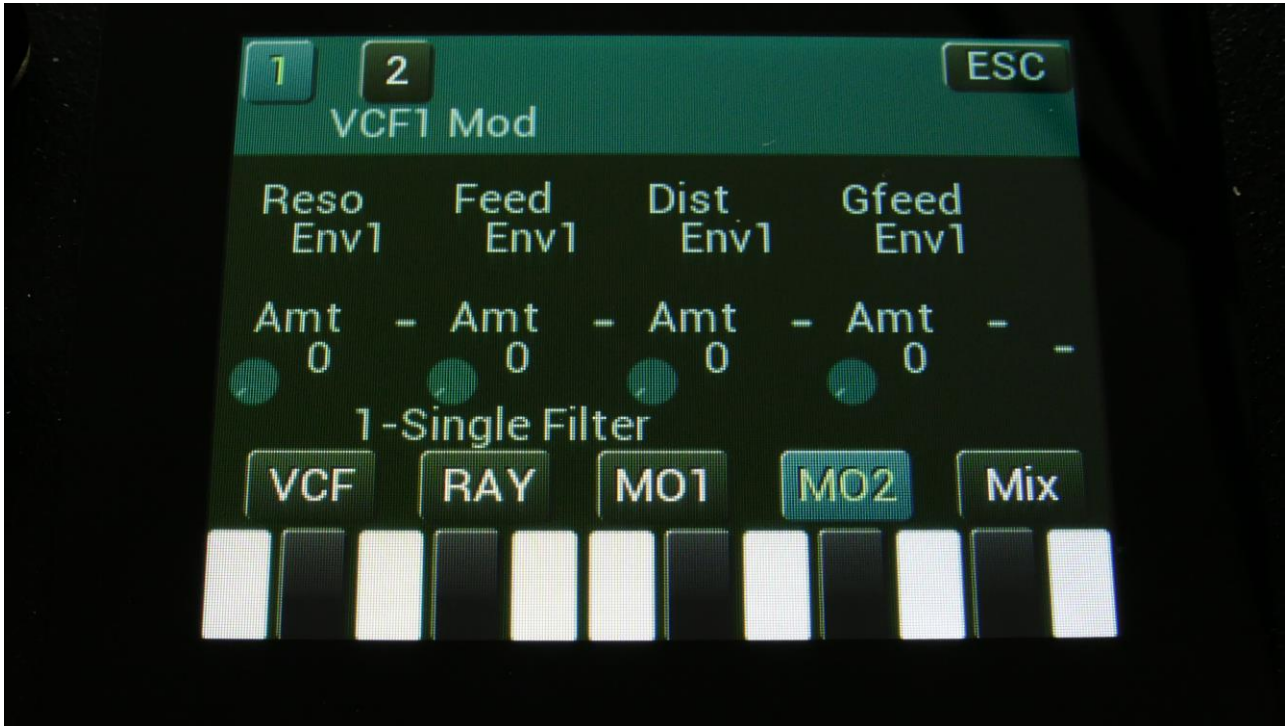 1 2 ESC
VCF1 Mod
Reso Feed Dist Gfeed
Env1 Env1 Env1 Env1
Amt - Amt - Amt - Amt -
0 0 0 0 -
1-Single Filter
VCF RAY MO1 MO2 Mix